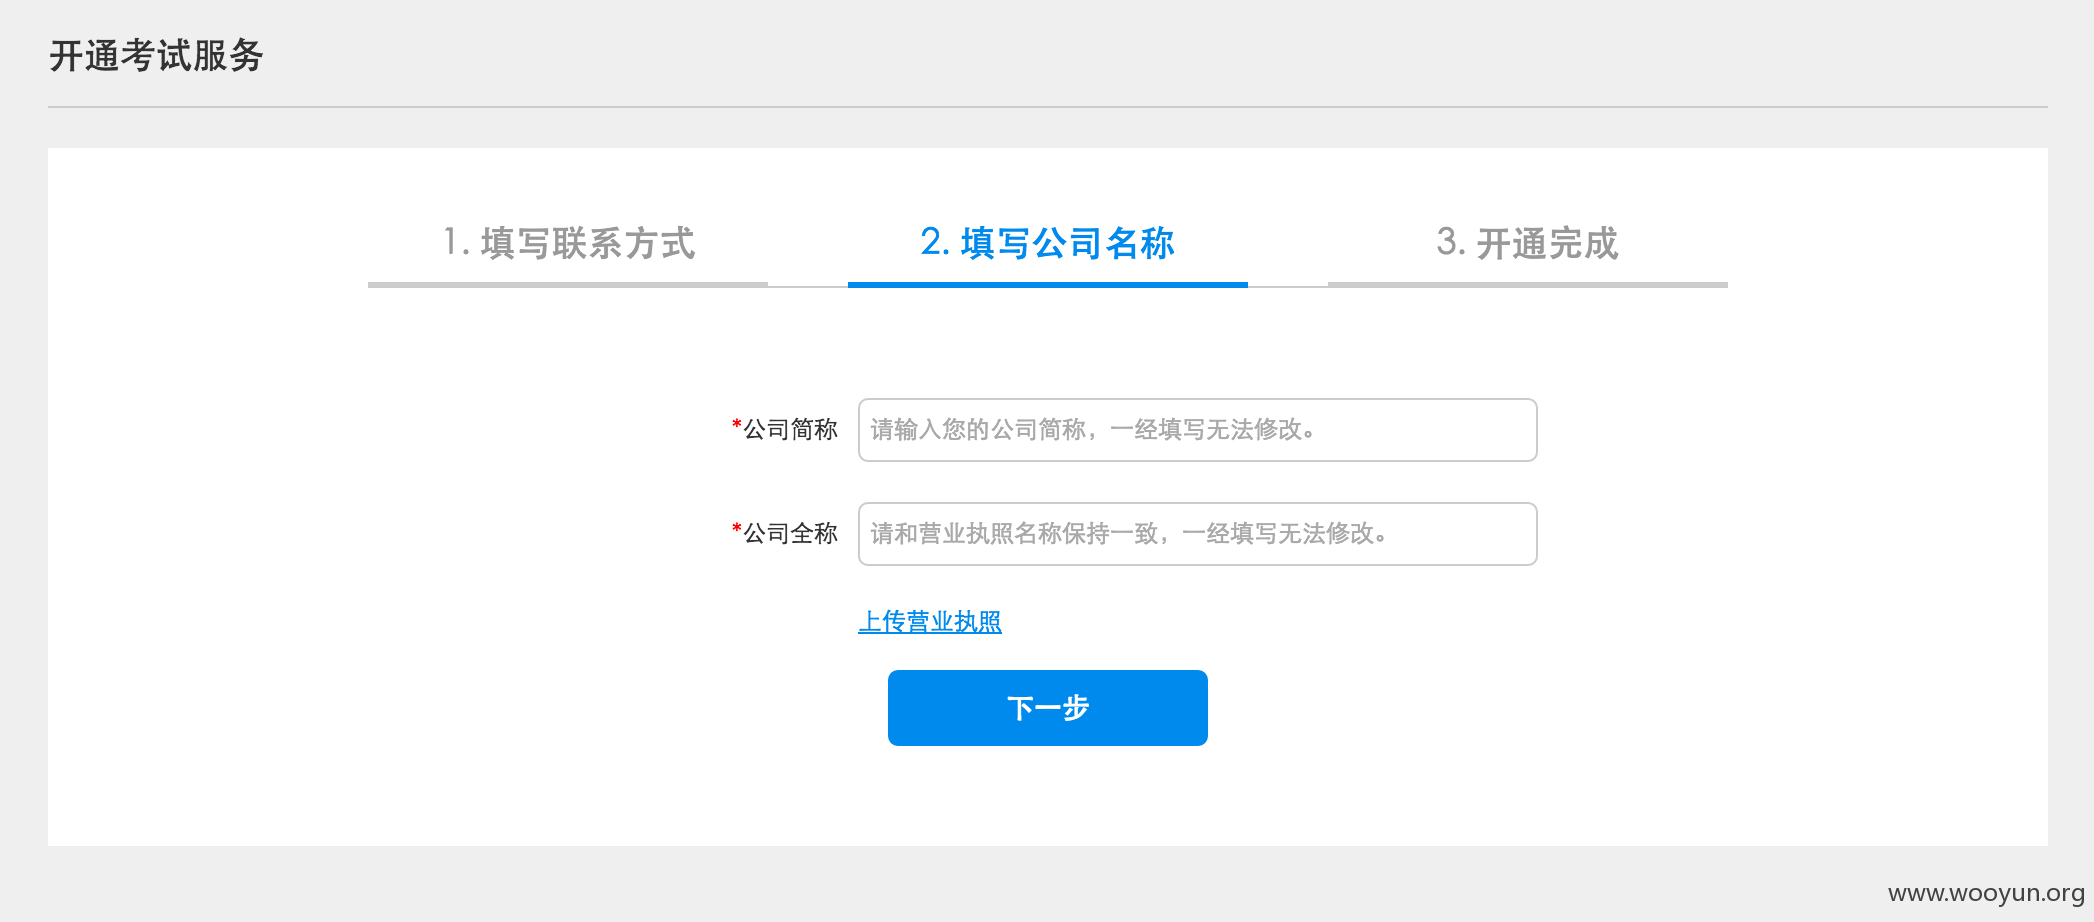 开通考试服务
1. 填写联系方式
2. 填写公司名称
3. 开通完成
*公司简称
请输入您的公司简称，一经填写无法修改。
*公司全称
请和营业执照名称保持一致，一经填写无法修改。
上传营业执照
下一步
www.wooyun.org